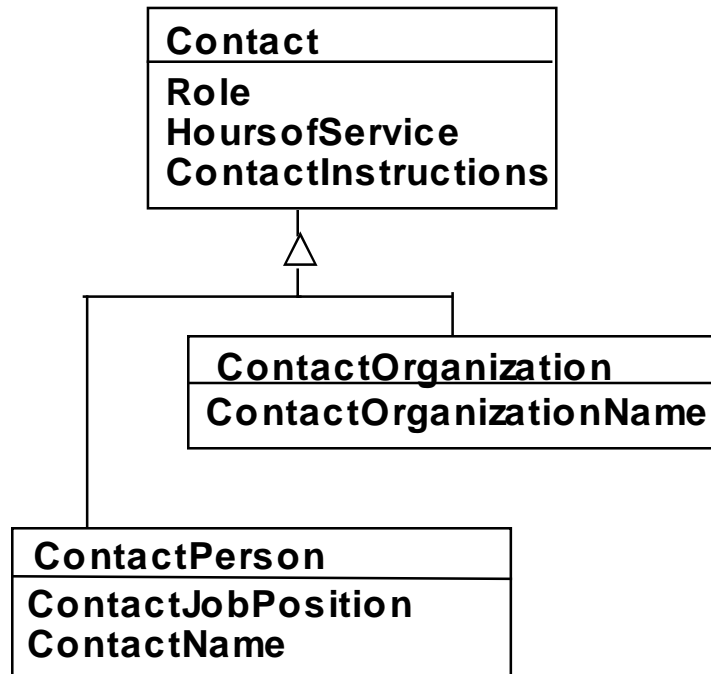 Contact
Role
HoursofService
ContactInstructions
ContactOrganization
ContactOrganizationName
ContactPerson
ContactJobPosition
ContactName